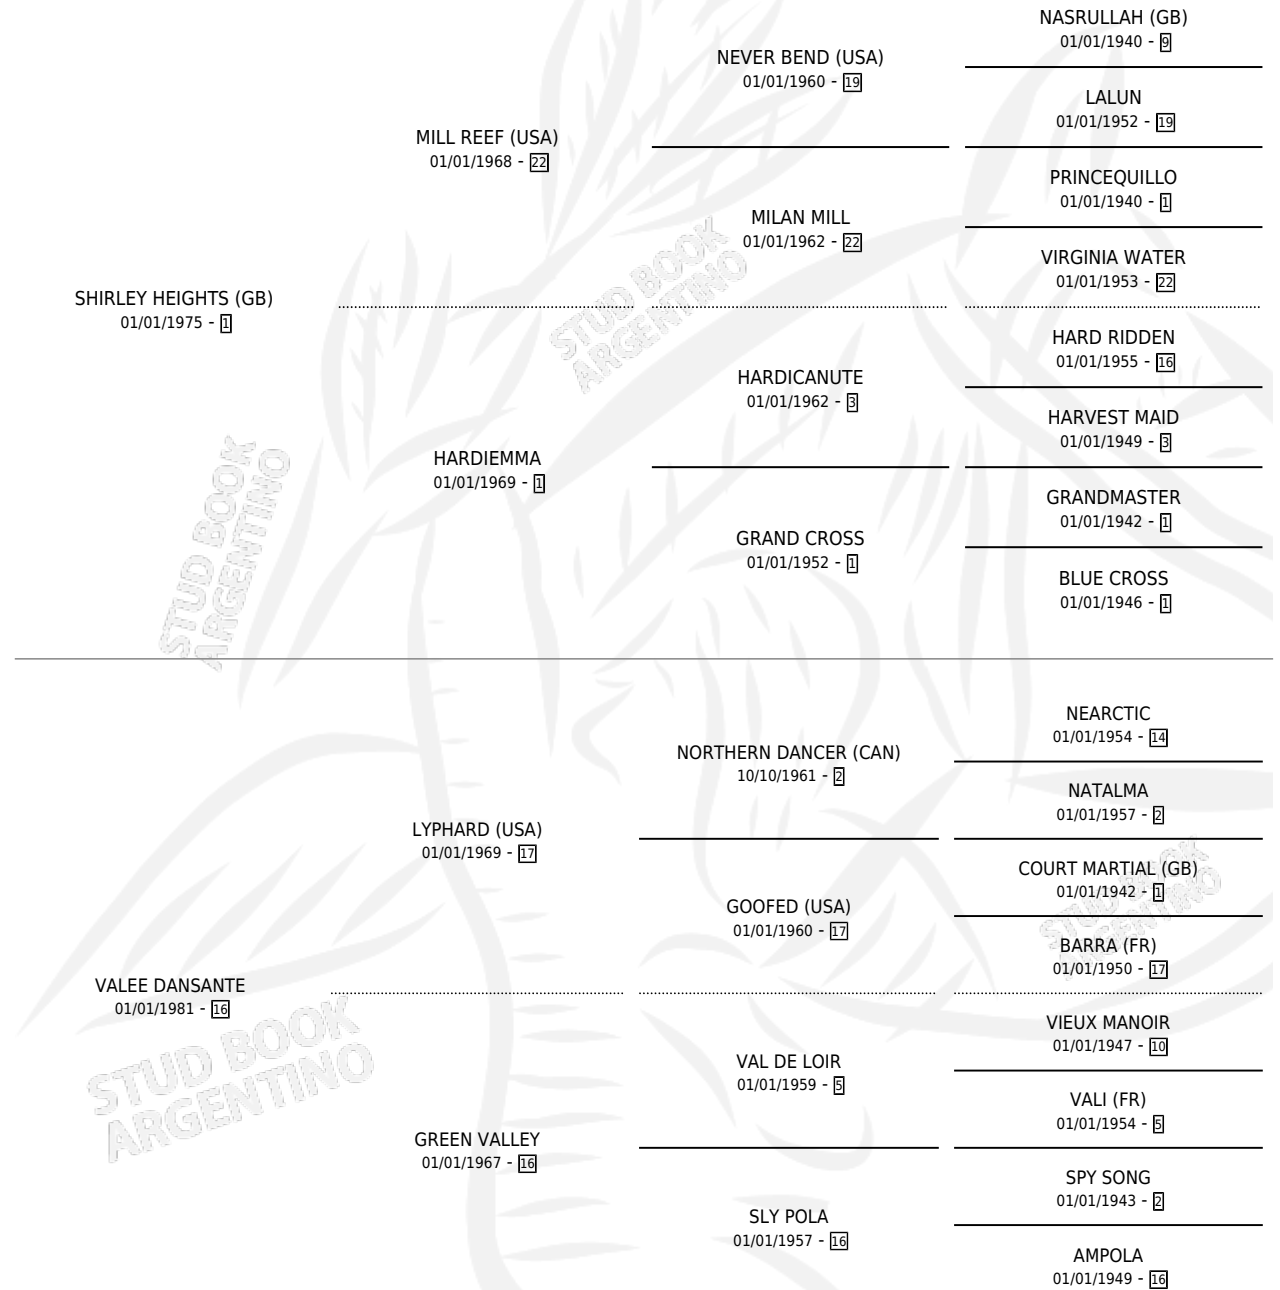 NASRULLAH (GB)
01/01/1940 - 9
NEVER BEND (USA)
01/01/1960 - 19
LALUN
01/01/1952 - 19
MILL REEF (USA)
01/01/1968 - 22
PRINCEQUILLO
01/01/1940 - 1
MILAN MILL
01/01/1962 - 22
VIRGINIA WATER
01/01/1953 - 22
SHIRLEY HEIGHTS (GB)
01/01/1975 - 1
HARD RIDDEN
01/01/1955 - 16
HARDICANUTE
01/01/1962 - 3
HARVEST MAID
01/01/1949 - 3
HARDIEMMA
01/01/1969 - 1
GRANDMASTER
01/01/1942 - 1
GRAND CROSS
01/01/1952 - 1
BLUE CROSS
01/01/1946 - 1
NEARCTIC
01/01/1954 - 14
NORTHERN DANCER (CAN)
10/10/1961 - 2
NATALMA
01/01/1957 - 2
LYPHARD (USA)
01/01/1969 - 17
COURT MARTIAL (GB)
01/01/1942 - 1
GOOFED (USA)
01/01/1960 - 17
BARRA (FR)
01/01/1950 - 17
VALEE DANSANTE
01/01/1981 - 16
VIEUX MANOIR
01/01/1947 - 10
VAL DE LOIR
01/01/1959 - 5
VALI (FR)
01/01/1954 - 5
GREEN VALLEY
01/01/1967 - 16
SPY SONG
01/01/1943 - 2
SLY POLA
01/01/1957 - 16
AMPOLA
01/01/1949 - 16
STUD BOOK
ARGENTINO
STUD BOOK
ARGENTINO
STUD BOOK
ARGENTINO
STUD BOOK
ARGENTINO